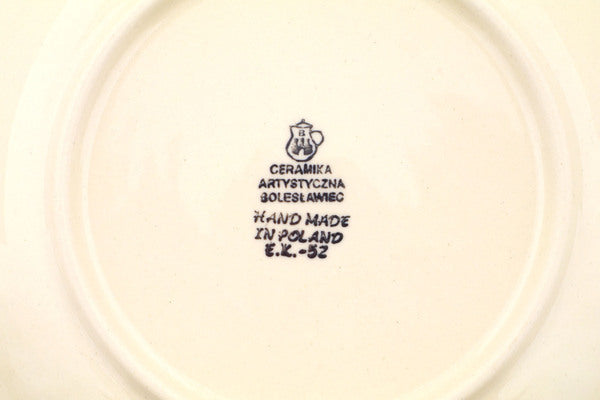 B
CERAMIKA
ARTYSTYCZNA
BOLESŁAWIEC
HAND MADE
IN POLAND
E.K.-52